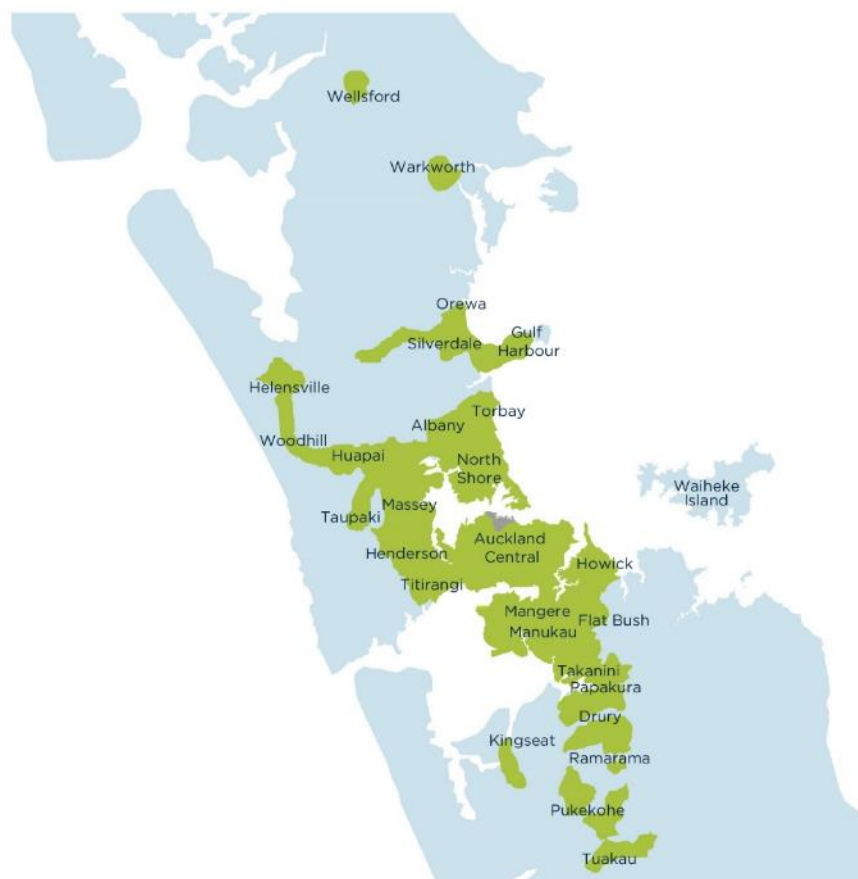 Wellsford
Warkworth
Orewa
Gulf
Harbour
Silverdale
Helensville
Torbay
Albany
Woodhill
Huapai
North
Shore
Waiheke
Island
Massey
Taupaki
Auckland
Central
Henderson
Howick
Titirangi
Mangere
Flat Bush
Manukau
Takanini
Papakura
Drury
Kingseat
Ramarama
Pukekohe
Tuakau